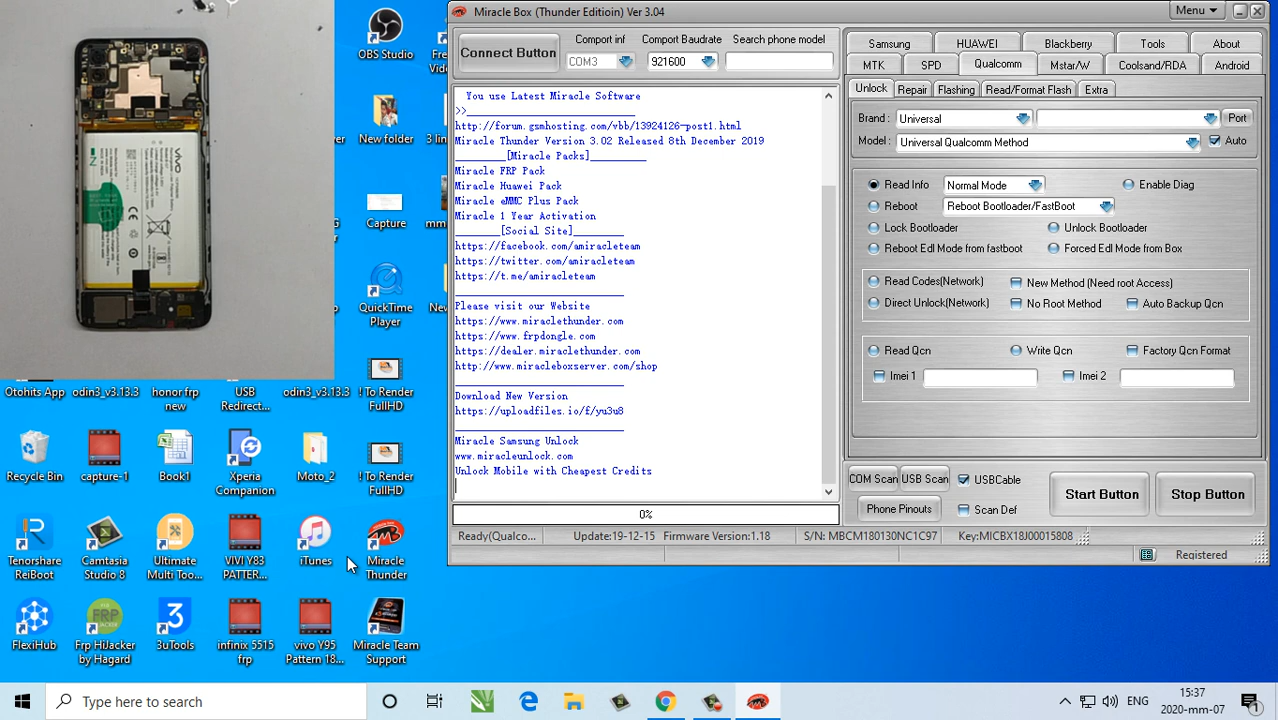 OBS Studio
Fre
Vide
New folder
3 lin
Capture
mm
QuickTime
Player
Ne
Otohits App
odin3_v3.13.3
honor frp
new
USB
Redirect...
odin3_v3.13.3
! To Render
FullHD
Recycle Bin
capture-1
Book1
Xperia
Companion
Moto_2
! To Render
FullHD
Tenorshare
ReiBoot
Camtasia
Studio 8
Ultimate
Multi Too...
VIVI Y83
PATTER...
iTunes
Miracle
Thunder
FlexiHub
Frp HiJacker
by Hagard
3uTools
infinix 5515
frp
vivo Y95
Pattern 18...
Miracle Team
Support
vivo
Miracle Box (Thunder Editioin) Ver 3.04
Menu
Connect Button
Comport inf
COM3
Comport Baudrate
921600
Search phone model
You use Latest Miracle Software
>>
http://forum.gsmhosting.com/vbb/13924126-post1.html
Miracle Thunder Version 3.02 Released 8th December 2019
[Miracle Packs]
Miracle FRP Pack
Miracle Huawei Pack
Miracle eMMC Plus Pack
Miracle 1 Year Activation
[Social Site]
https://facebook.com/amiracleteam
https://twitter.com/amiracleteam
https://t.me/amiracleteam
Please visit our Website
https://www.miraclethunder.com
https://www.frpdongle.com
https://dealer.miraclethunder.com
http://www.miracleboxserver.com/shop
Download New Version
https://uploadfiles.io/f/yu3u8
Miracle Samsung Unlock
www.miracleunlock.com
Unlock Mobile with Cheapest Credits
0%
Samsung HUAWEI Blackberry Tools About
MTK SPD Qualcomm Mstar/W Coolsand/RDA Android
Unlock Repair Flashing Read/Format Flash Extra
Brand : Universal Port
Model : Universal Qualcomm Method Auto
Read Info Normal Mode Enable Diag
Reboot Reboot Bootloader/FastBoot
Lock Bootloader Unlock Bootloader
Reboot Edl Mode from fastboot Forced Edl Mode from Box
Read Codes(Network) New Method (Need root Access)
Direct Unlock(Network) No Root Method Auto Backup Qcn
Read Qcn Write Qcn Factory Qcn Format
Imei 1 Imei 2
COM Scan USB Scan USBCable
Phone Pinouts Scan Def
Start Button Stop Button
Ready(Qualco... Update:19-12-15 Firmware Version:1.18 S/N: MBCM180130NC1C97 Key:MICBX18J00015808
Registered
Type here to search
ENG
15:37
2020-mm-07
1